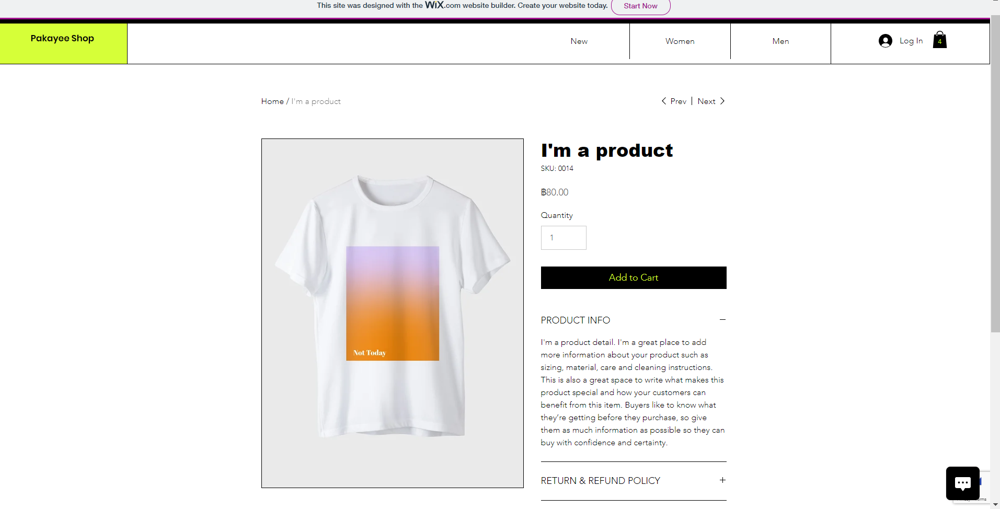 This site was designed with the WiX.com website builder. Create your website today.
Start Now
Pakayee Shop
New
Women
Men
Log In
4
Home / I'm a product
Prev | Next
I'm a product
SKU: 0014
฿80.00
Quantity
1
Add to Cart
Not Today
PRODUCT INFO
I'm a product detail. I'm a great place to add
more information about your product such as
sizing, material, care and cleaning instructions.
This is also a great space to write what makes this
product special and how your customers can
benefit from this item. Buyers like to know what
they’re getting before they purchase, so give
them as much information as possible so they can
buy with confidence and certainty.
RETURN & REFUND POLICY